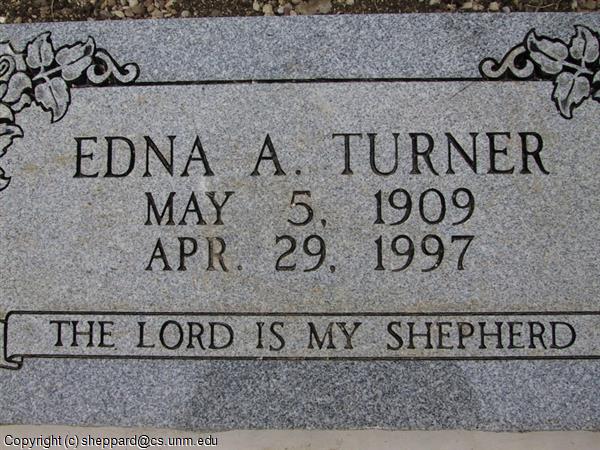 EDNA A. TURNER
MAY 5, 1909
APR. 29, 1997
THE LORD IS MY SHEPHERD
Copyright (c) sheppard@cs.unm.edu